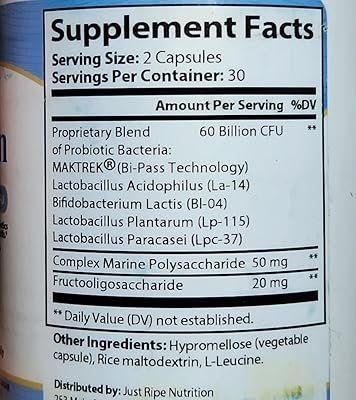 Supplement Facts
Serving Size: 2 Capsules
Servings Per Container: 30
Amount Per Serving %DV
Proprietary Blend 60 Billion CFU **
of Probiotic Bacteria:
MAKTREK® (Bi-Pass Technology)
Lactobacillus Acidophilus (La-14)
Bifidobacterium Lactis (Bl-04)
Lactobacillus Plantarum (Lp-115)
Lactobacillus Paracasei (Lpc-37)
Complex Marine Polysaccharide 50 mg **
Fructooligosaccharide 20 mg **
** Daily Value (DV) not established.
Other Ingredients: Hypromellose (vegetable
capsule), Rice maltodextrin, L-Leucine.
Distributed by: Just Ripe Nutrition